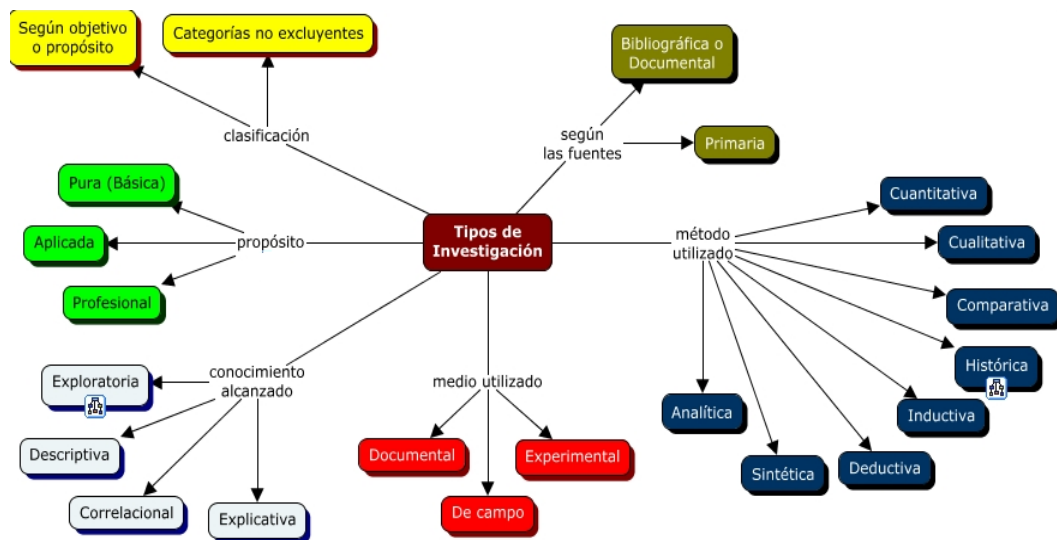 Según objetivo
o propósito
Categorías no excluyentes
clasificación
Bibliográfica o
Documental
según
las fuentes
Primaria
Pura (Básica)
Aplicada
propósito
Profesional
Tipos de
Investigación
método
utilizado
Cuantitativa
Cualitativa
Comparativa
Histórica
Inductiva
Deductiva
Sintética
Analítica
conocimiento
alcanzado
Exploratoria
Descriptiva
Correlacional
Explicativa
medio utilizado
Documental
Experimental
De campo